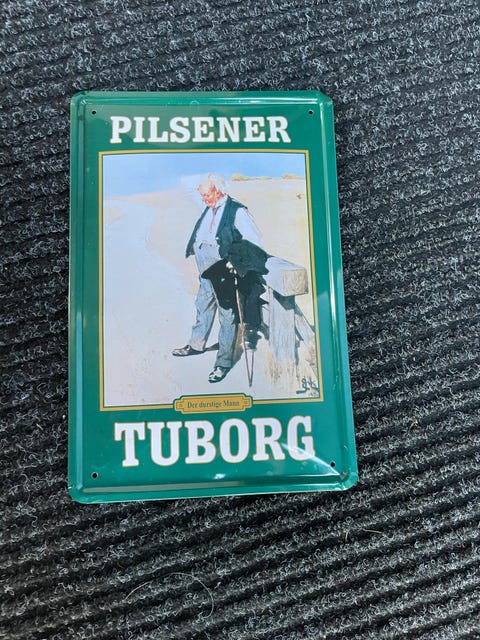 PILSENER
Der durstige Mann
TUBORG